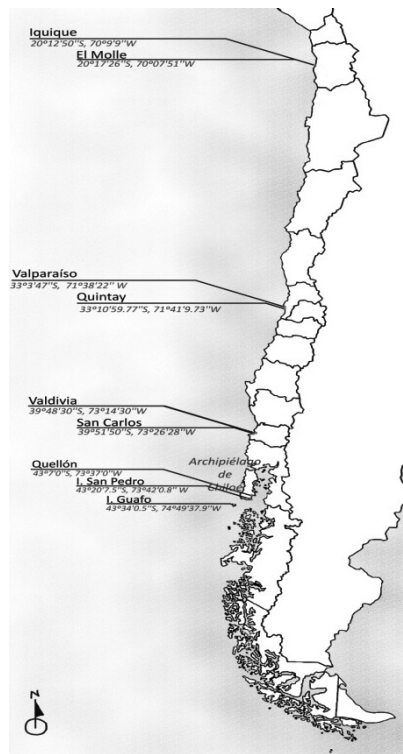 Iquique
20°12'50"S, 70°9'9"W
El Molle
20°17'26"S, 70°07'51"W
Valparaíso
33°3'47"S, 71°38'22" W
Quintay
33°10'59.77"S, 71°41'9.73"W
Valdivia
39°48'30"S, 73°14'30"W
San Carlos
39°51'50"S, 73°26'28"W
Archipiélago
de
Chiloé
Quellón
43°7'0"S, 73°37'0"W
I. San Pedro
43°20'7.5"S, 73°42'0.8" W
I. Guafo
43°34'0.5"S, 74°49'37.9"W
N